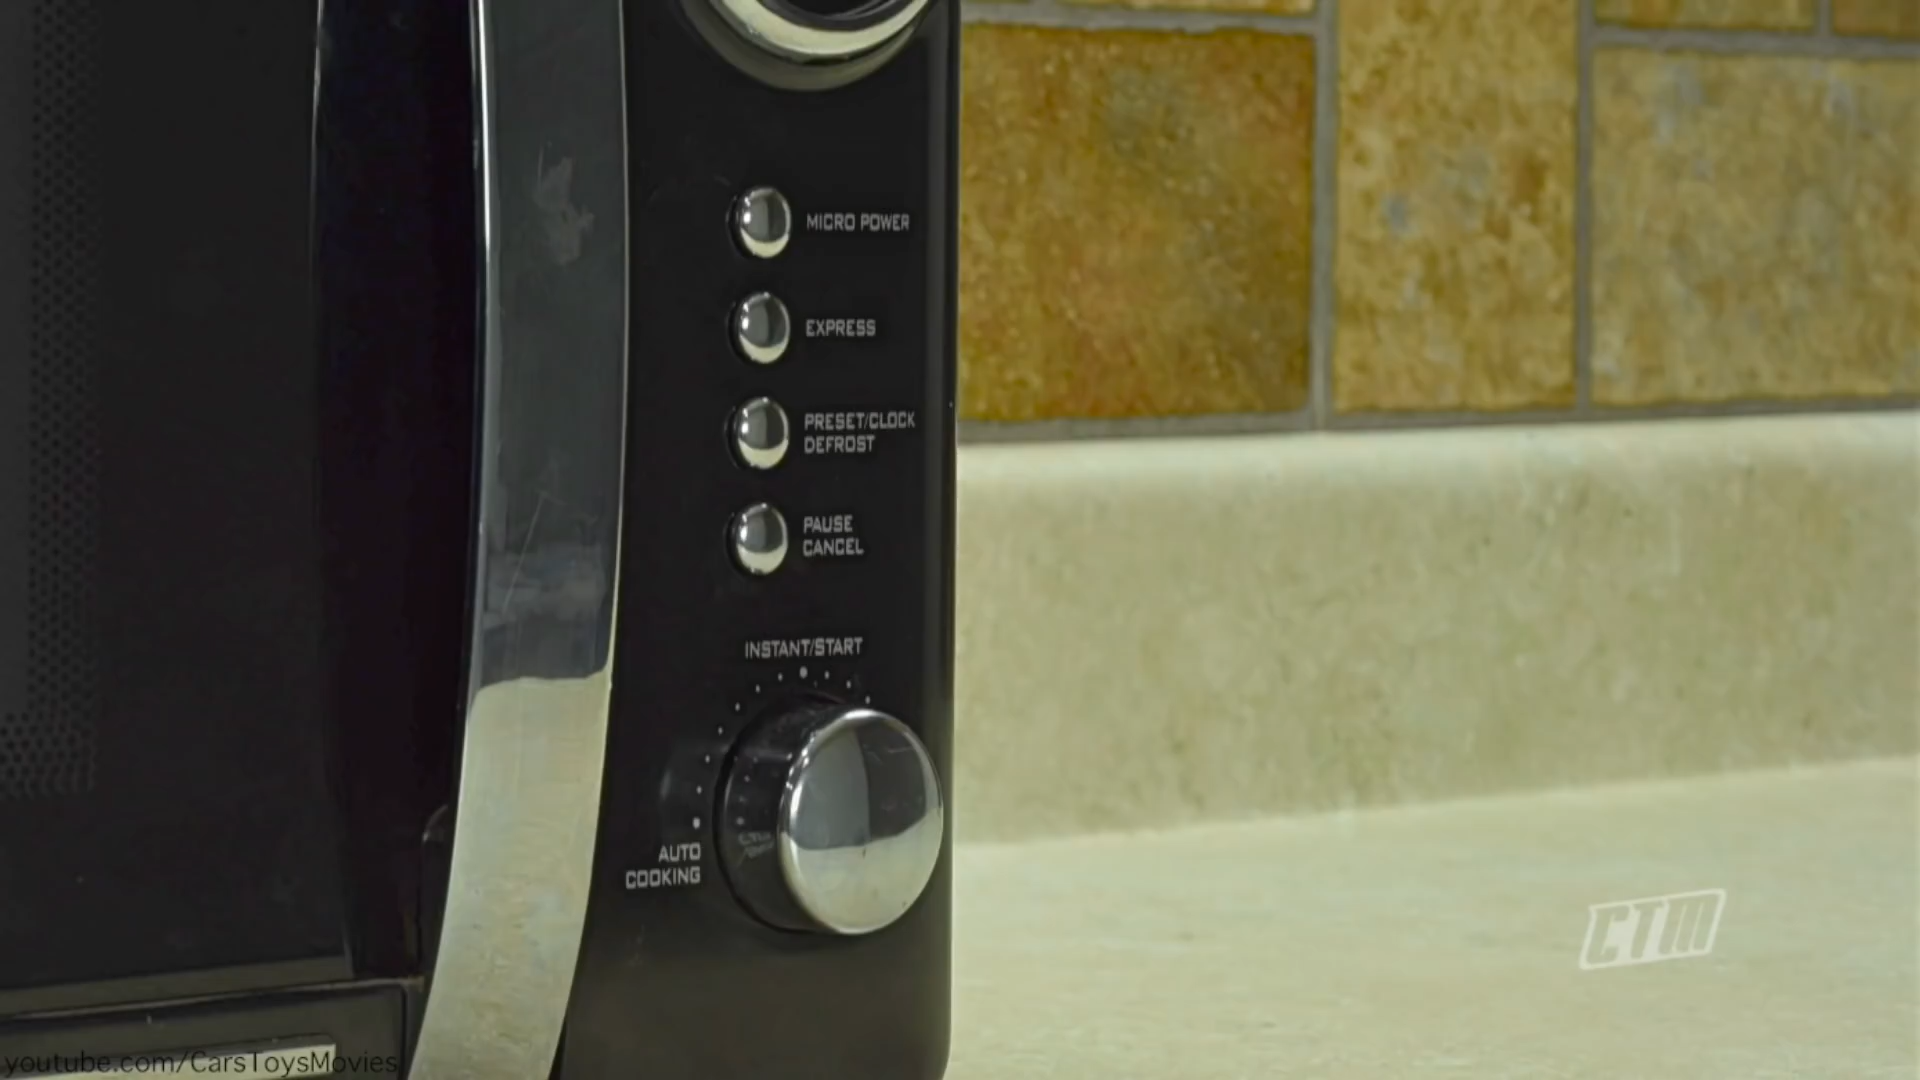 MICRO POWER
EXPRESS
PRESET/CLOCK
DEFROST
PAUSE
CANCEL
INSTANT/START
AUTO
COOKING
CTM
youtube.com/CarsToysMovies